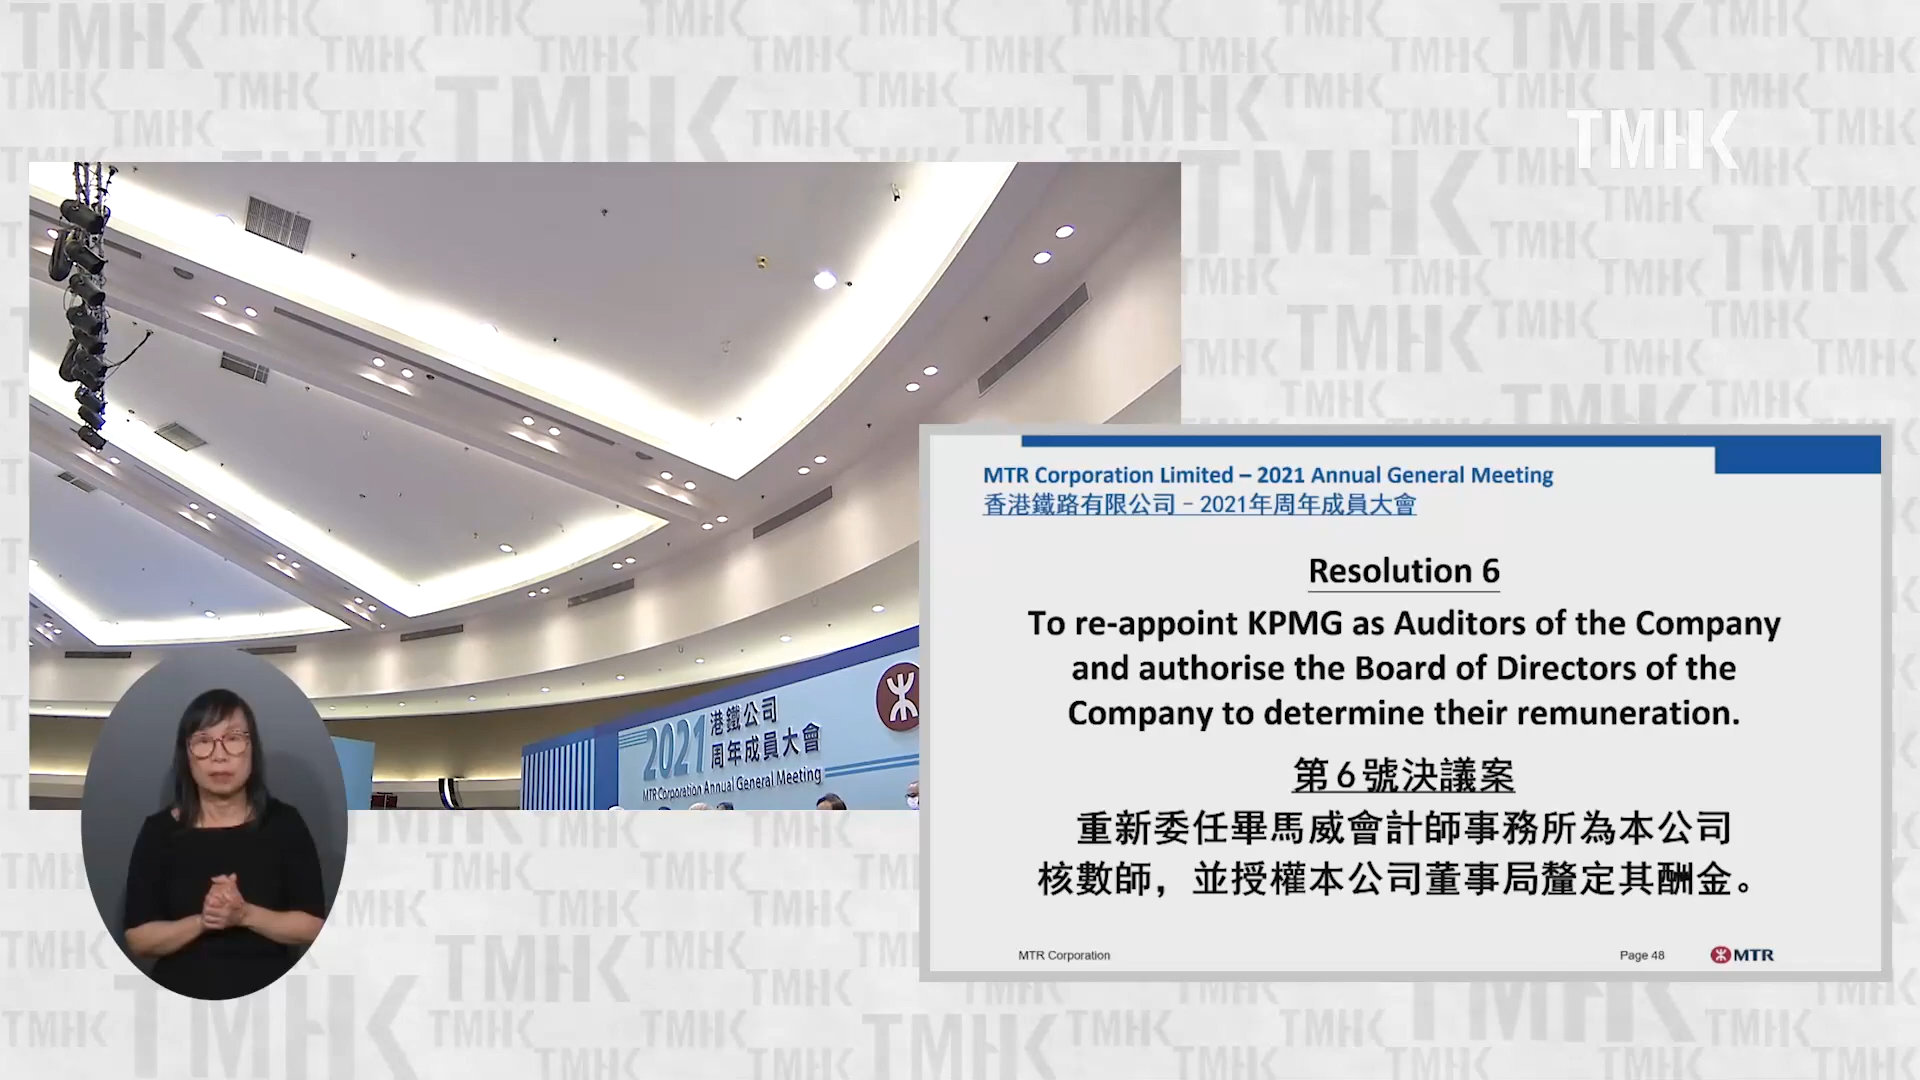 TMHK
2021
港鐵公司
周年成員大會
MTR Corporation Annual General Meeting
MTR Corporation Limited – 2021 Annual General Meeting
香港鐵路有限公司 – 2021年周年成員大會
Resolution 6
To re-appoint KPMG as Auditors of the Company
and authorise the Board of Directors of the
Company to determine their remuneration.
第6號決議案
重新委任畢馬威會計師事務所為本公司
核數師，並授權本公司董事局釐定其酬金。
MTR Corporation
Page 48
MTR